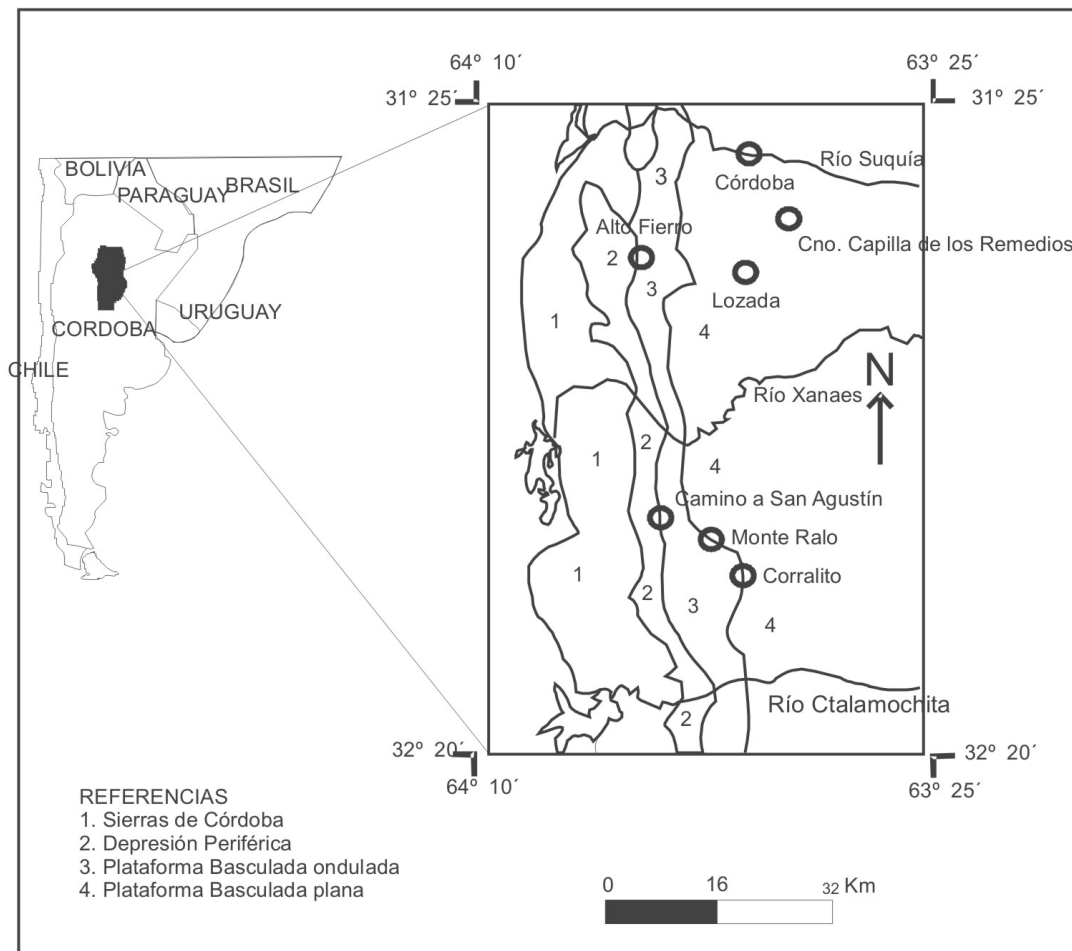 64º 10´
63º 25´
31º 25´
31º 25´
BOLIVIA
PARAGUAY
BRASIL
URUGUAY
CORDOBA
CHILE
Río Suquía
Córdoba
3
Alto Fierro
Cno. Capilla de los Remedios
2
3
Lozada
1
4
N
Río Xanaes
2
1
4
Camino a San Agustín
Monte Ralo
1
Corralito
2
3
4
Río Ctalamochita
2
32º 20´
32º 20´
64º 10´
63º 25´
REFERENCIAS
1. Sierras de Córdoba
2. Depresión Periférica
3. Plataforma Basculada ondulada
4. Plataforma Basculada plana
0 16 32 Km